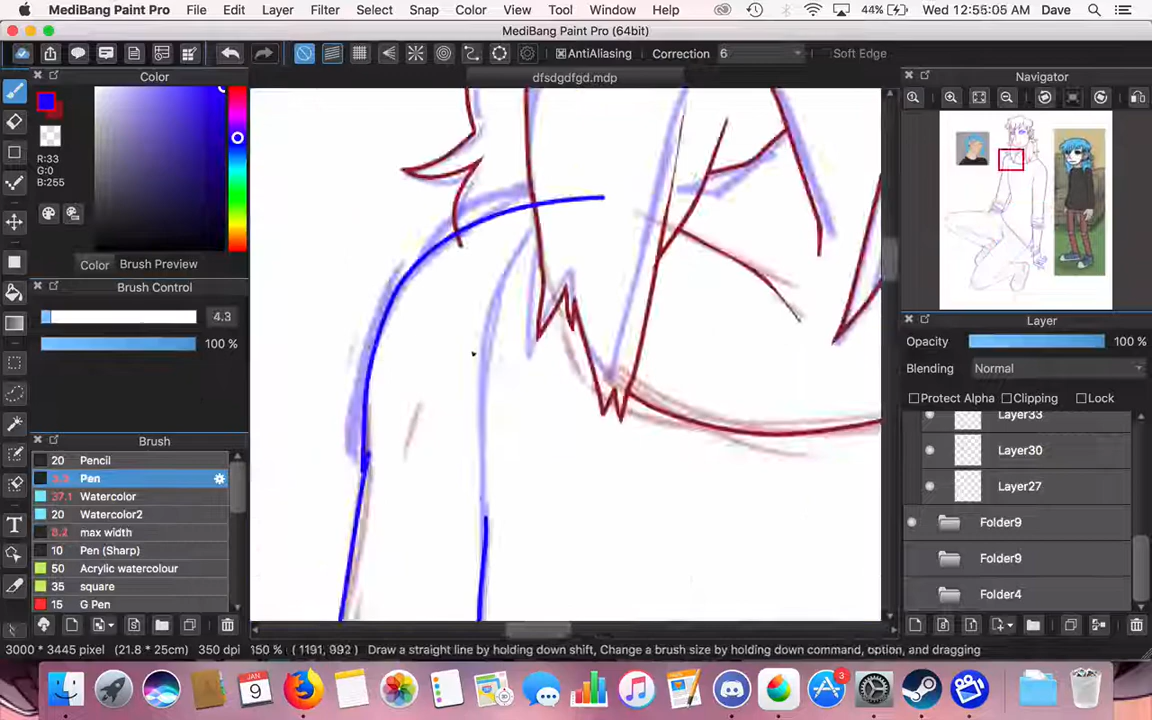 MediBang Paint Pro File Edit Layer Filter Select Snap Color View Tool Window Help 44% Wed 12:55:05 AM Dave
MediBang Paint Pro (64bit)
AntiAliasing Correction 6 Soft Edge
dfsdgdfgd.mdp
Color
R:33
G:0
B:255
Color Brush Preview
Brush Control
4.3
100 %
Brush
20 Pencil
Pen
37.1 Watercolor
20 Watercolor2
max width
10 Pen (Sharp)
50 Acrylic watercolour
35 square
15 G Pen
Navigator
Layer
Opacity 100 %
Blending Normal
Protect Alpha Clipping Lock
Layer33
Layer30
Layer27
Folder9
Folder9
Folder4
3000 * 3445 pixel (21.8 * 25cm) 350 dpi 150 % ( 1191, 992 ) Draw a straight line by holding down shift, Change a brush size by holding down command, option, and dragging
JAN
9
3